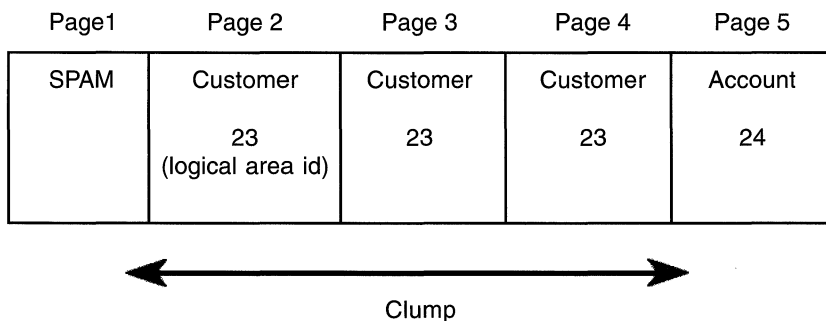 Page1 Page 2 Page 3 Page 4 Page 5
SPAM Customer Customer Customer Account
23 23 23 24
(logical area id)
Clump